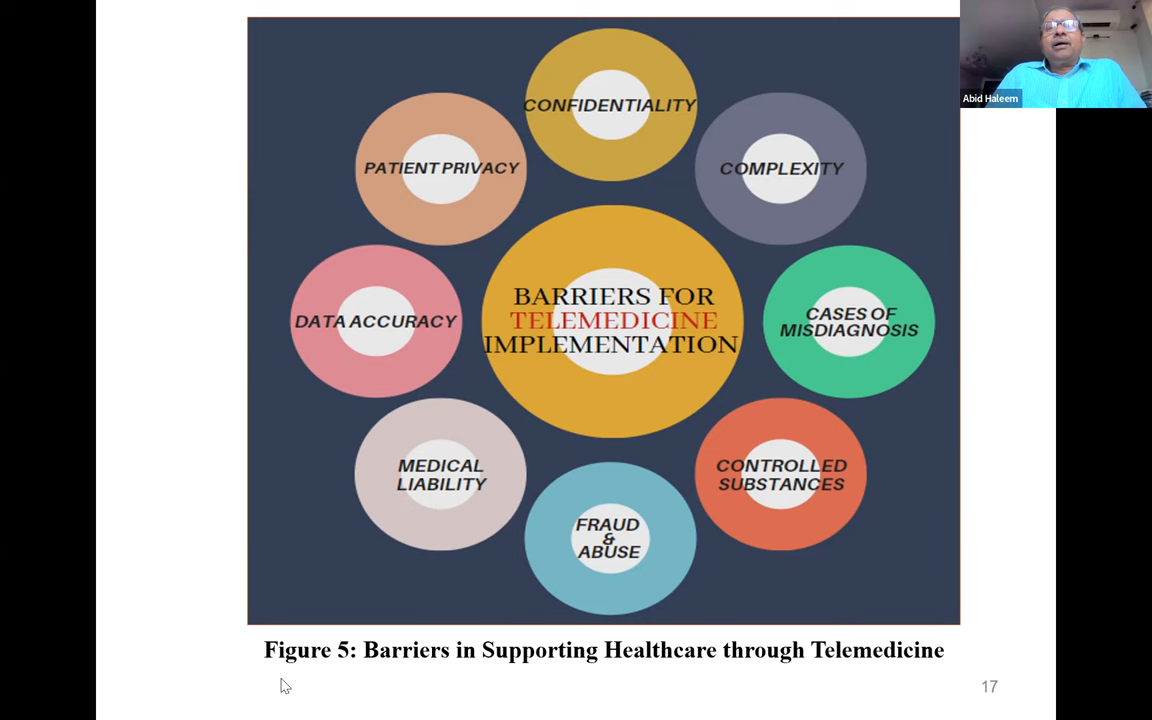 CONFIDENTIALITY
Abid Haleem
PATIENT PRIVACY
COMPLEXITY
DATA ACCURACY
BARRIERS FOR
TELEMEDICINE
IMPLEMENTATION
CASES OF
MISDIAGNOSIS
MEDICAL
LIABILITY
CONTROLLED
SUBSTANCES
FRAUD
&
ABUSE
Figure 5: Barriers in Supporting Healthcare through Telemedicine
17